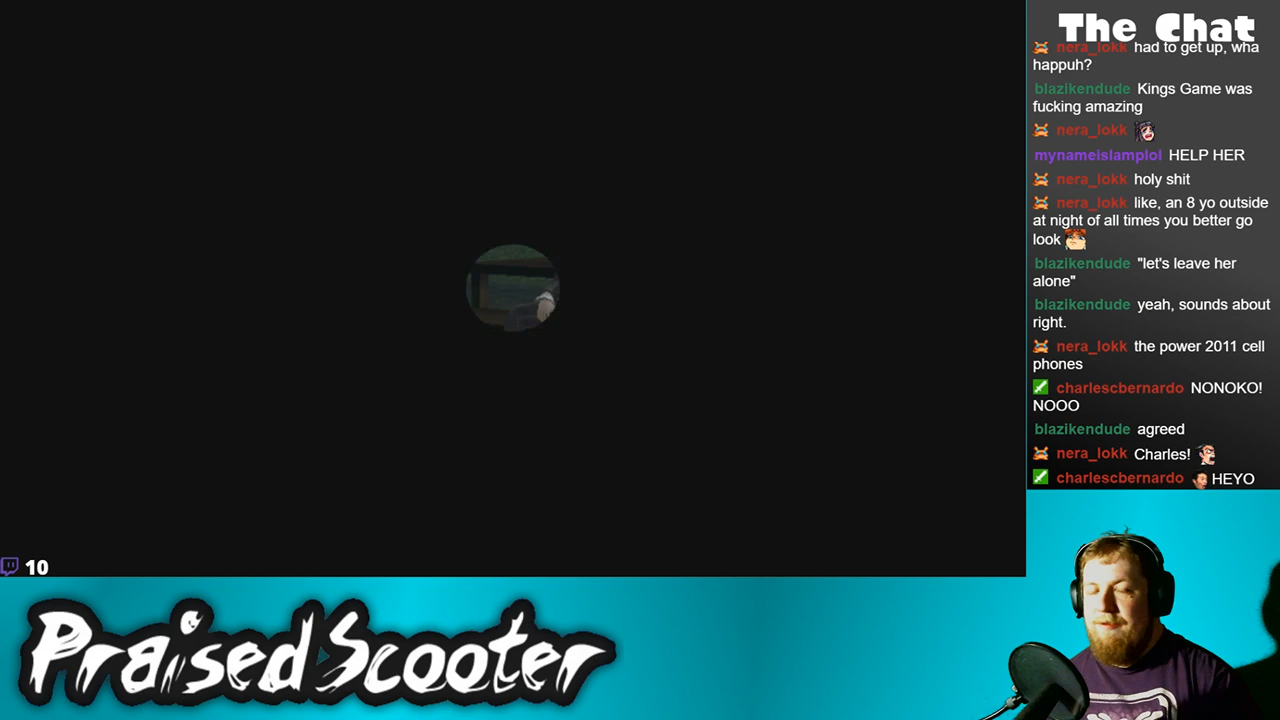 The Chat
nera_lokk had to get up, wha
happuh?
blazikendude Kings Game was
fucking amazing
nera_lokk
mynameislamplol HELP HER
nera_lokk holy shit
nera_lokk like, an 8 yo outside
at night of all times you better go
look
blazikendude "let's leave her
alone"
blazikendude yeah, sounds about
right.
nera_lokk the power 2011 cell
phones
charlescbernardo NONOKO!
NOOO
blazikendude agreed
nera_lokk Charles!
charlescbernardo HEYO
10
PraisedScooter